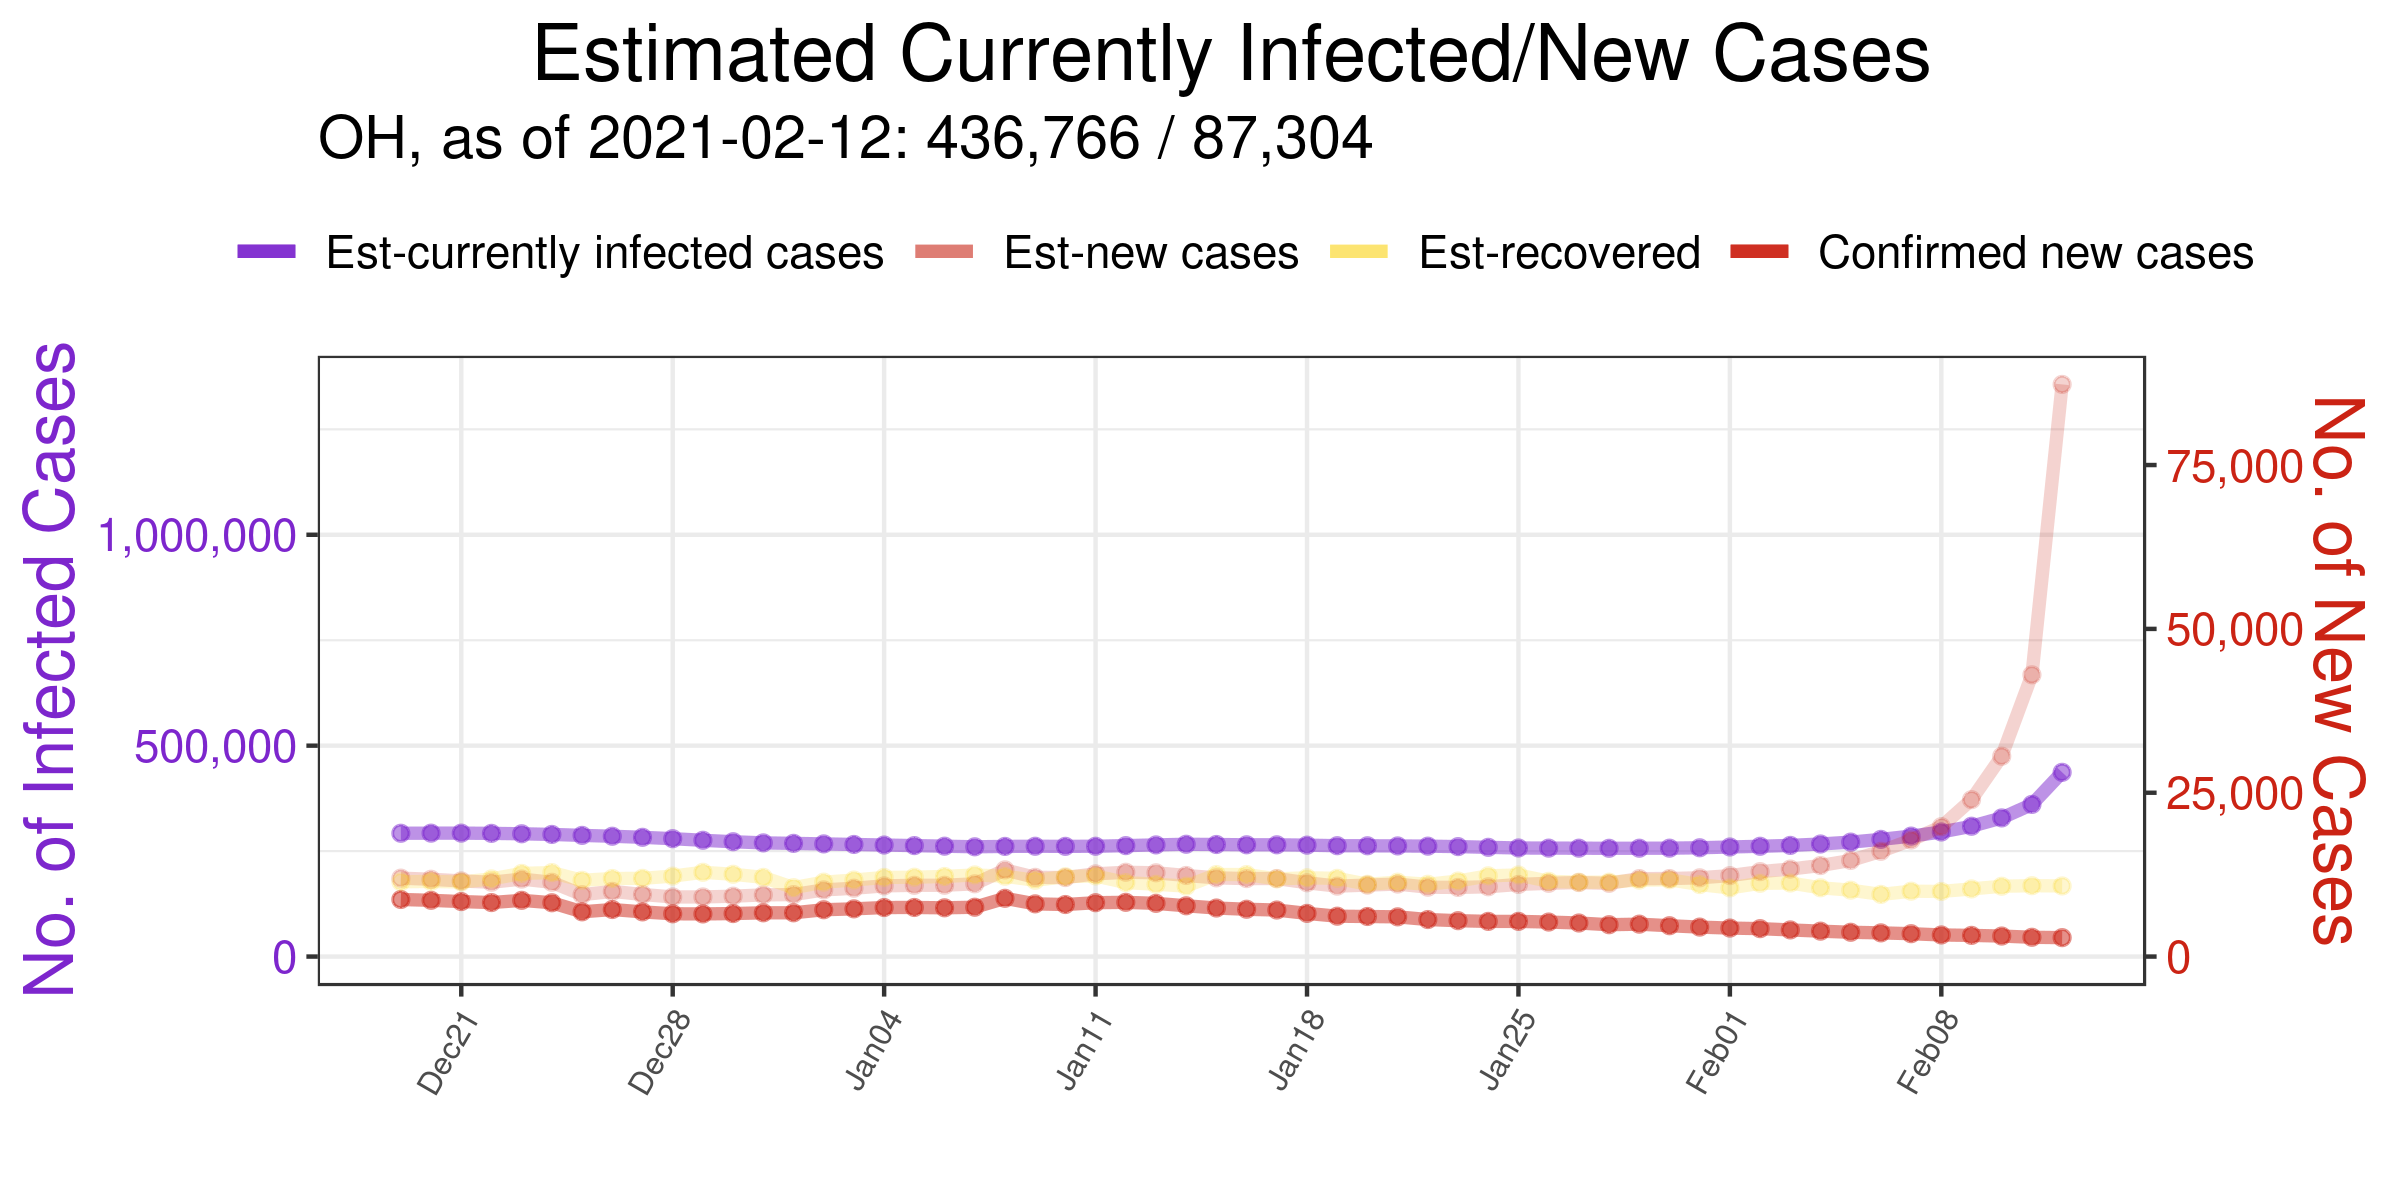 Estimated Currently Infected/New Cases
OH, as of 2021-02-12: 436,766 / 87,304
Est-currently infected cases Est-new cases Est-recovered Confirmed new cases
No. of Infected Cases
1,000,000
500,000
0
75,000
50,000
25,000
0
No. of New Cases
Dec21 Dec28 Jan04 Jan11 Jan18 Jan25 Feb01 Feb08